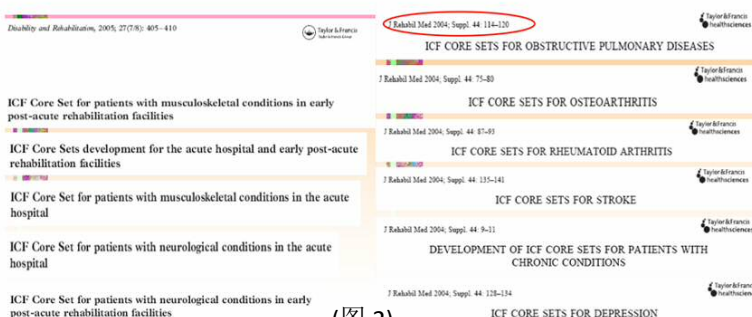 Disability and Rehabilitation, 2005; 27(7/8): 405–410
Taylor & Francis
Taylor & Francis Group
ICF Core Set for patients with musculoskeletal conditions in early
post-acute rehabilitation facilities
ICF Core Sets development for the acute hospital and early post-acute
rehabilitation facilities
ICF Core Set for patients with musculoskeletal conditions in the acute
hospital
ICF Core Set for patients with neurological conditions in the acute
hospital
ICF Core Set for patients with neurological conditions in early
post-acute rehabilitation facilities
J Rehabil Med 2004; Suppl. 44: 114–120
Taylor & Francis
healthsciences
ICF CORE SETS FOR OBSTRUCTIVE PULMONARY DISEASES
J Rehabil Med 2004; Suppl. 44: 75–80
Taylor & Francis
healthsciences
ICF CORE SETS FOR OSTEOARTHRITIS
J Rehabil Med 2004; Suppl. 44: 87–93
Taylor & Francis
healthsciences
ICF CORE SETS FOR RHEUMATOID ARTHRITIS
J Rehabil Med 2004; Suppl. 44: 135–141
Taylor & Francis
healthsciences
ICF CORE SETS FOR STROKE
J Rehabil Med 2004; Suppl. 44: 9–11
Taylor & Francis
healthsciences
DEVELOPMENT OF ICF CORE SETS FOR PATIENTS WITH
CHRONIC CONDITIONS
J Rehabil Med 2004; Suppl. 44: 128–134
Taylor & Francis
healthsciences
ICF CORE SETS FOR DEPRESSION
(图 2)